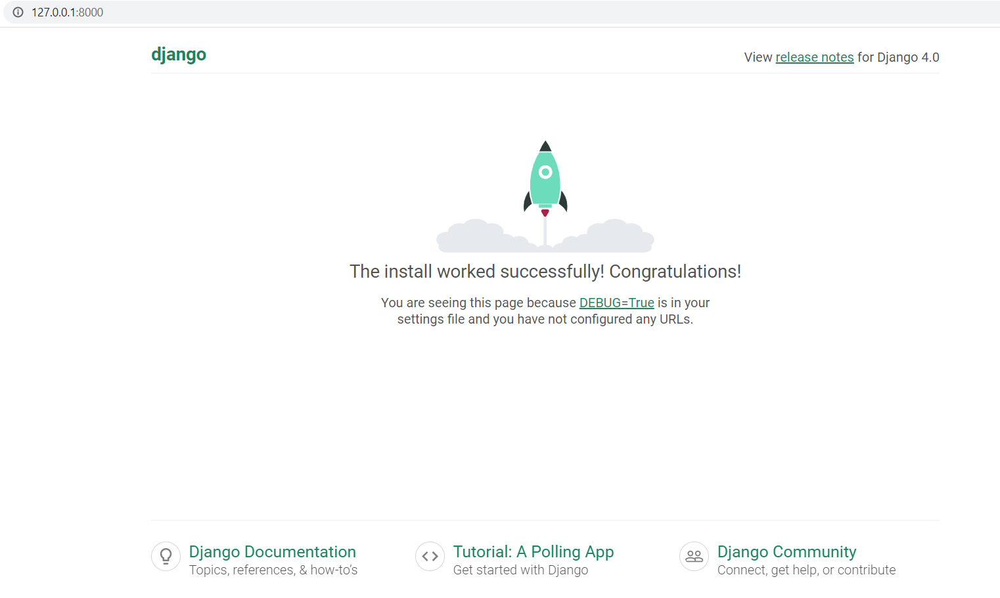 127.0.0.1:8000
django
View release notes for Django 4.0
The install worked successfully! Congratulations!
You are seeing this page because DEBUG=True is in your
settings file and you have not configured any URLs.
Django Documentation
Topics, references, & how-to’s
Tutorial: A Polling App
Get started with Django
Django Community
Connect, get help, or contribute